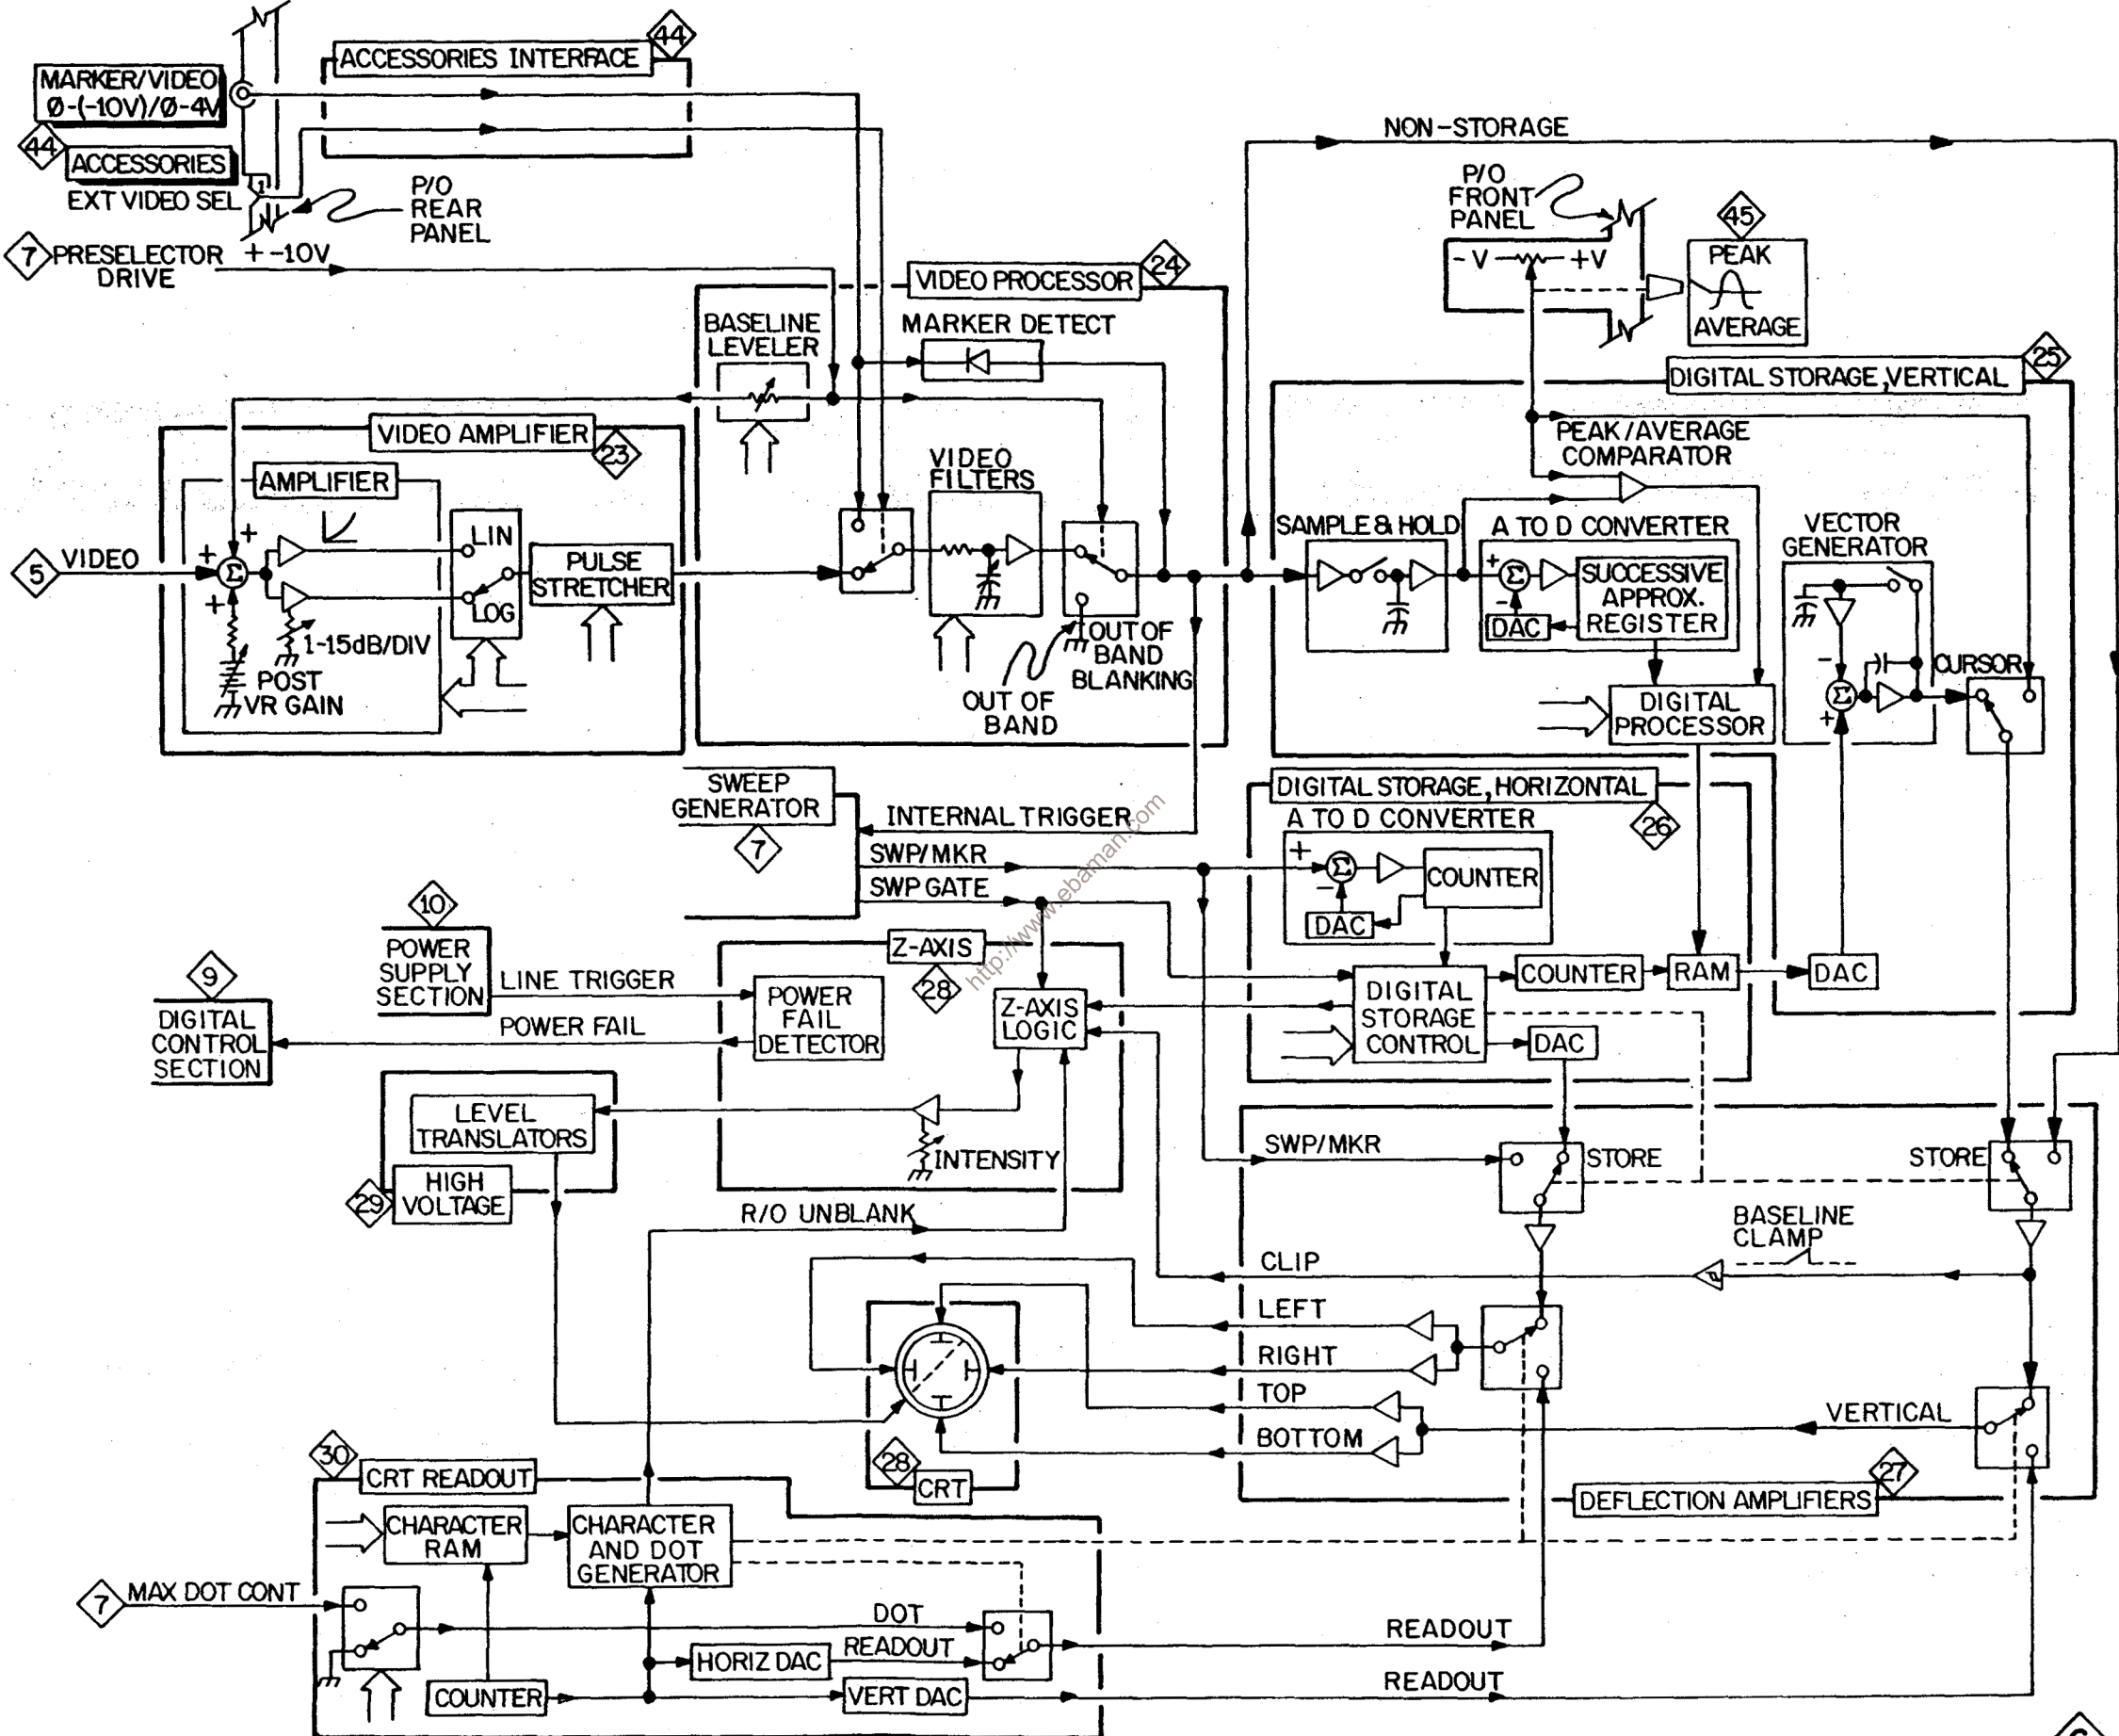 ACCESSORIES INTERFACE
44
MARKER/VIDEO
Ø-(-10V)/Ø-4V
44
ACCESSORIES
EXT VIDEO SEL
P/O
REAR
PANEL
7
PRESELECTOR
DRIVE
+-10V
NON-STORAGE
P/O
FRONT
PANEL
-V
+V
45
PEAK
AVERAGE
VIDEO PROCESSOR
24
BASELINE
LEVELER
MARKER DETECT
DIGITAL STORAGE, VERTICAL
25
VIDEO AMPLIFIER
23
AMPLIFIER
VIDEO
FILTERS
PEAK/AVERAGE
COMPARATOR
5
VIDEO
+
+
+
Σ
LIN
LOG
PULSE
STRETCHER
1-15dB/DIV
POST
VR GAIN
OUT OF
BAND
BLANKING
OUT OF
BAND
SAMPLE & HOLD
A TO D CONVERTER
+
Σ
-
DAC
SUCCESSIVE
APPROX.
REGISTER
VECTOR
GENERATOR
-
Σ
+
CURSOR
DIGITAL
PROCESSOR
SWEEP
GENERATOR
7
INTERNAL TRIGGER
SWP/MKR
SWP GATE
DIGITAL STORAGE, HORIZONTAL
26
A TO D CONVERTER
+
Σ
-
COUNTER
DAC
10
POWER
SUPPLY
SECTION
LINE TRIGGER
POWER FAIL
9
DIGITAL
CONTROL
SECTION
Z-AXIS
28
POWER
FAIL
DETECTOR
Z-AXIS
LOGIC
DIGITAL
STORAGE
CONTROL
COUNTER
RAM
DAC
DAC
LEVEL
TRANSLATORS
INTENSITY
29
HIGH
VOLTAGE
SWP/MKR
STORE
STORE
R/O UNBLANK
BASELINE
CLAMP
CLIP
LEFT
RIGHT
TOP
BOTTOM
VERTICAL
28
CRT
27
DEFLECTION AMPLIFIERS
30
CRT READOUT
CHARACTER
RAM
CHARACTER
AND DOT
GENERATOR
7
MAX DOT CONT
DOT
HORIZ DAC
READOUT
READOUT
COUNTER
VERT DAC
READOUT
6
http://www.ebaman.com